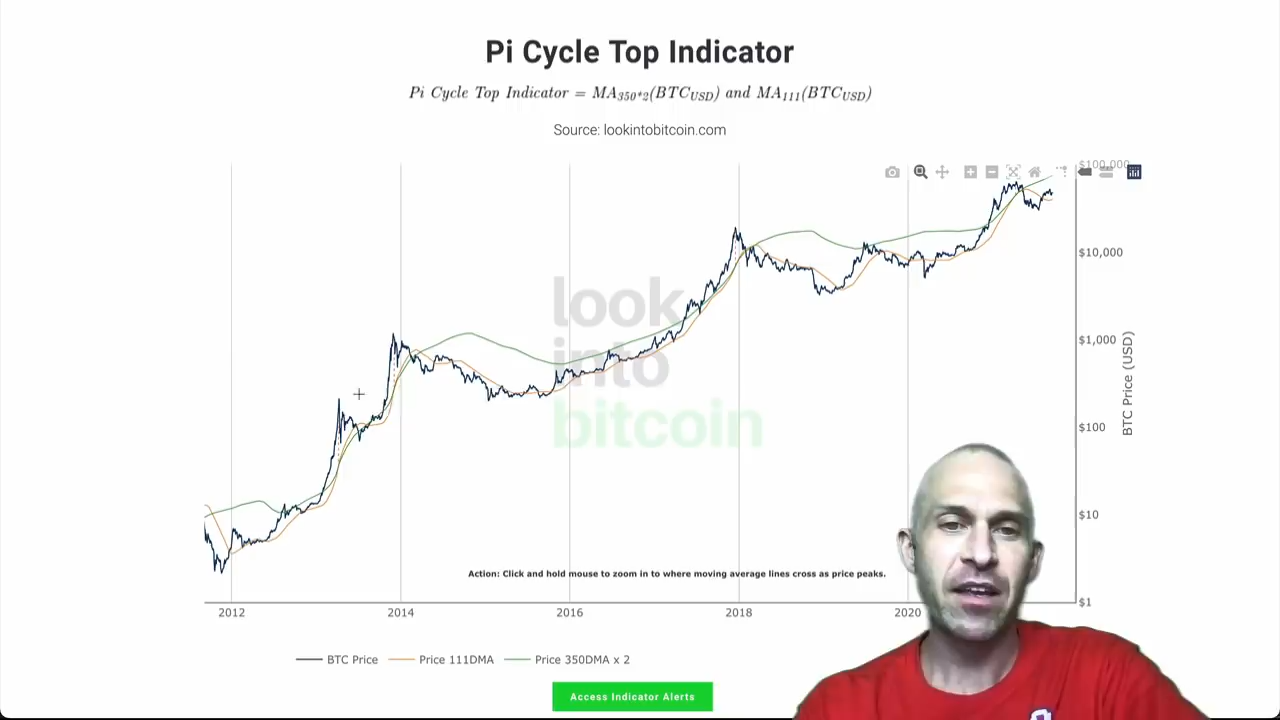 Pi Cycle Top Indicator
Pi Cycle Top Indicator = MA350*2(BTCUSD) and MA111(BTCUSD)
Source: lookintobitcoin.com
$100,000
$10,000
$1,000
$100
$10
$1
BTC Price (USD)
look
into
bitcoin
Action: Click and hold mouse to zoom in to where moving average lines cross as price peaks.
2012
2014
2016
2018
2020
BTC Price
Price 111DMA
Price 350DMA x 2
Access Indicator Alerts